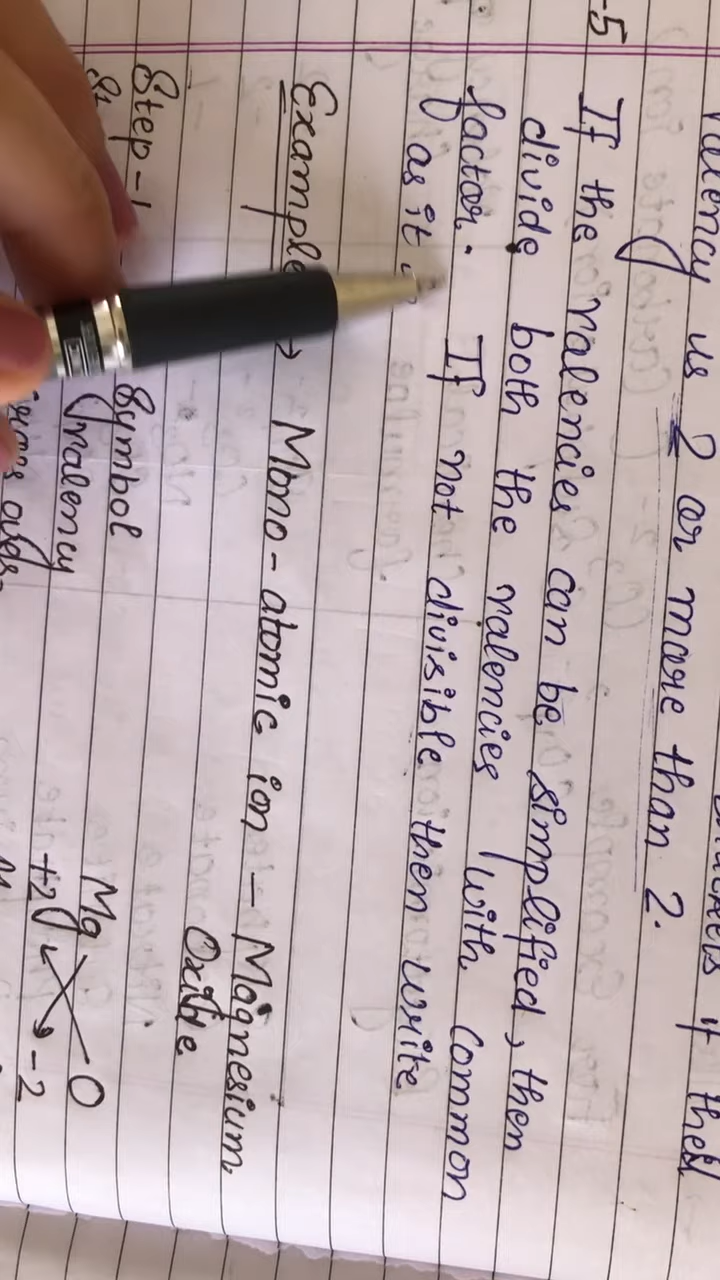 valency is 2 or more than 2.
-5 If the valencies can be simplified, then
divide both the valencies with common
factor. If not divisible then write
as it
Example → Mono-atomic ion - Magnesium
Oxide
Step-1 Symbol Mg O
valency +2 -2